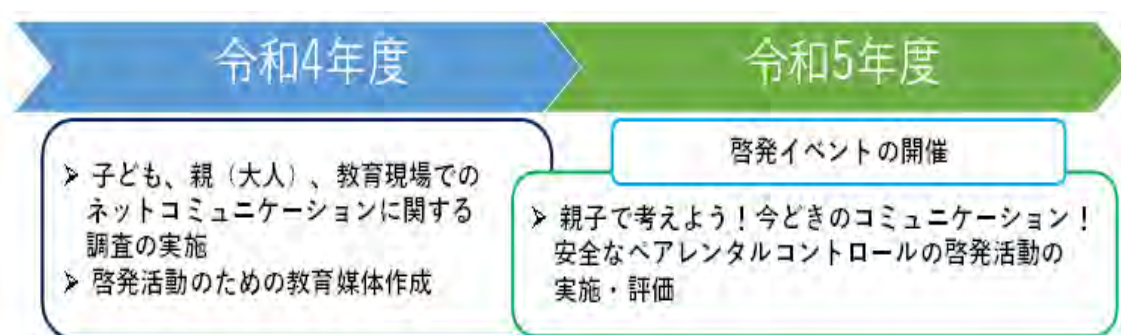 令和4年度
令和5年度
➢ 子ども、親（大人）、教育現場での
ネットコミュニケーションに関する
調査の実施
➢ 啓発活動のための教育媒体作成
啓発イベントの開催
➢ 親子で考えよう！今どきのコミュニケーション！
安全なペアレンタルコントロールの啓発活動の
実施・評価